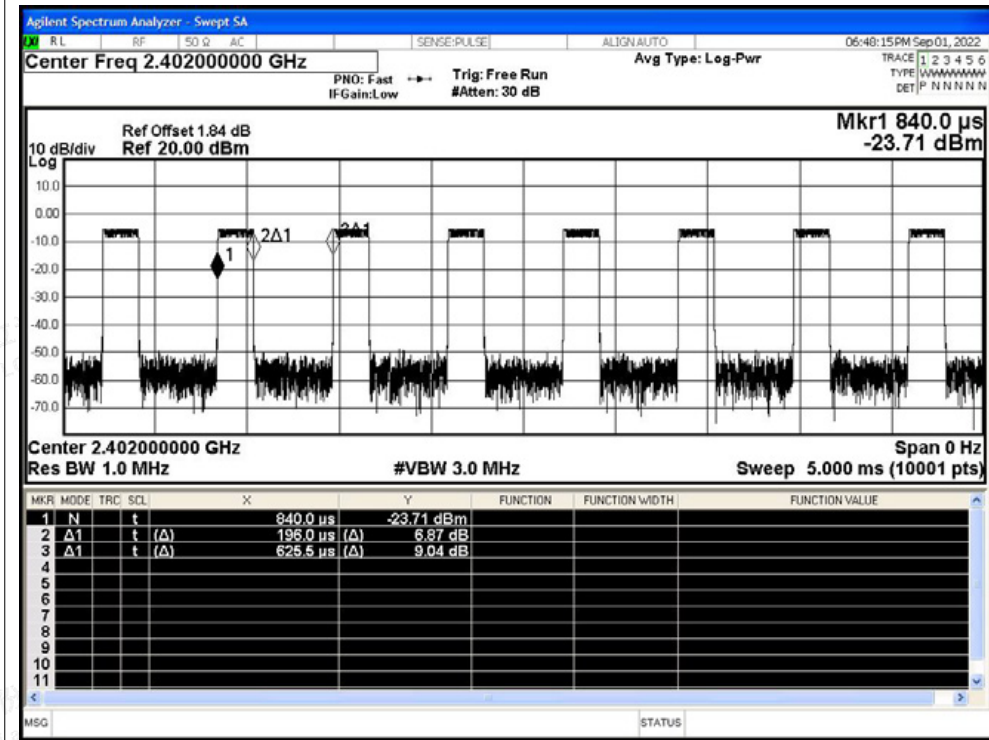 Agilent Spectrum Analyzer - Swept SA
RL RF 50 Ω AC SENSE:PULSE ALIGN AUTO 06:48:15 PM Sep 01, 2022
Center Freq 2.402000000 GHz Avg Type: Log-Pwr TRACE 1 2 3 4 5 6
PNO: Fast Trig: Free Run TYPE WWWWWW
IFGain:Low #Atten: 30 dB DET P N N N N N
Mkr1 840.0 µs
Ref Offset 1.84 dB
10 dB/div Ref 20.00 dBm -23.71 dBm
Log
10.0
0.00
2Δ1
-10.0
1
-20.0
-30.0
-40.0
-50.0
-60.0
-70.0
Center 2.402000000 GHz Span 0 Hz
Res BW 1.0 MHz #VBW 3.0 MHz Sweep 5.000 ms (10001 pts)
MKR MODE TRC SCL X Y FUNCTION FUNCTION WIDTH FUNCTION VALUE
1 N t 840.0 µs -23.71 dBm
2 Δ1 t (Δ) 196.0 µs (Δ) 6.87 dB
3 Δ1 t (Δ) 625.5 µs (Δ) 9.04 dB
4
5
6
7
8
9
10
11
MSG STATUS